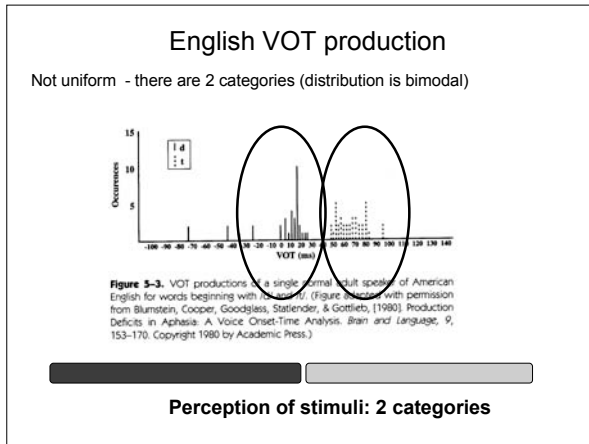 English VOT production
Not uniform - there are 2 categories (distribution is bimodal)
15
10
5
Occurences
d
t
-100 -90 -80 -70 -60 -50 -40 -30 -20 -10 0 10 20 30 40 50 60 70 80 90 100 110 120 130 140
VOT (ms)
Figure 5–3. VOT productions of a single normal adult speaker of American
English for words beginning with /d/ and /t/. (Figure adapted with permission
from Blumstein, Cooper, Goodglass, Statlender, & Gottlieb, [1980]. Production
Deficits in Aphasia: A Voice Onset-Time Analysis. Brain and Language, 9,
153–170. Copyright 1980 by Academic Press.)
Perception of stimuli: 2 categories